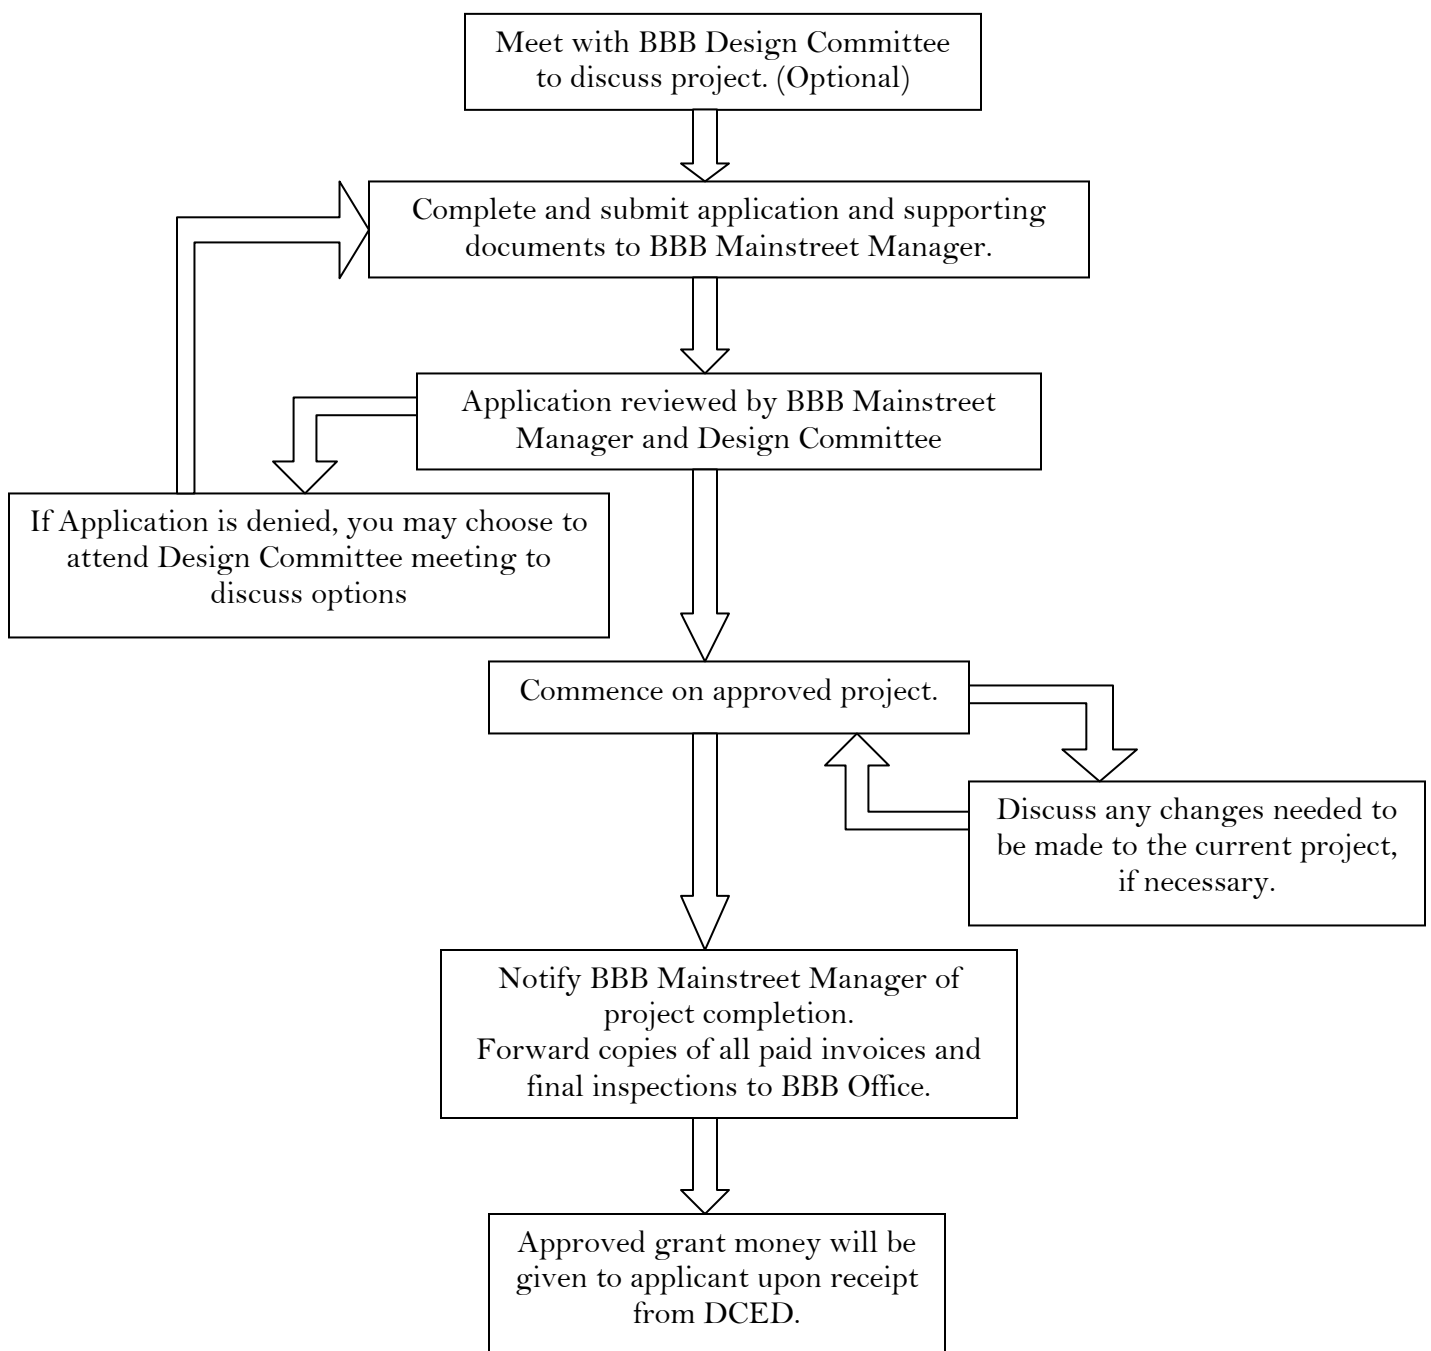 Meet with BBB Design Committee
to discuss project. (Optional)
Complete and submit application and supporting
documents to BBB Mainstreet Manager.
Application reviewed by BBB Mainstreet
Manager and Design Committee
If Application is denied, you may choose to
attend Design Committee meeting to
discuss options
Commence on approved project.
Discuss any changes needed to
be made to the current project,
if necessary.
Notify BBB Mainstreet Manager of
project completion.
Forward copies of all paid invoices and
final inspections to BBB Office.
Approved grant money will be
given to applicant upon receipt
from DCED.